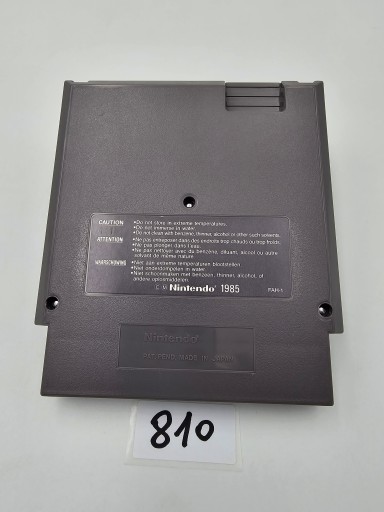 CAUTION •Do not store in extreme temperatures.
•Do not immerse in water.
•Do not clean with benzene, thinner, alcohol or other such solvents.
ATTENTION •Ne pas entreposer dans des endroits trop chauds ou trop froids.
•Ne pas plonger dans l'eau.
•Ne pas nettoyer avec du benzène, diluant, alcool ou autre
solvant de même nature.
WAARSCHUWING •Niet aan extreme temperaturen blootstellen.
•Niet onderdompelen in water.
•Niet schoonmaken met benzeen, thinner, alcohol, of
andere oplosmiddelen.
Nintendo 1985
Nintendo
MADE IN JAPAN
810